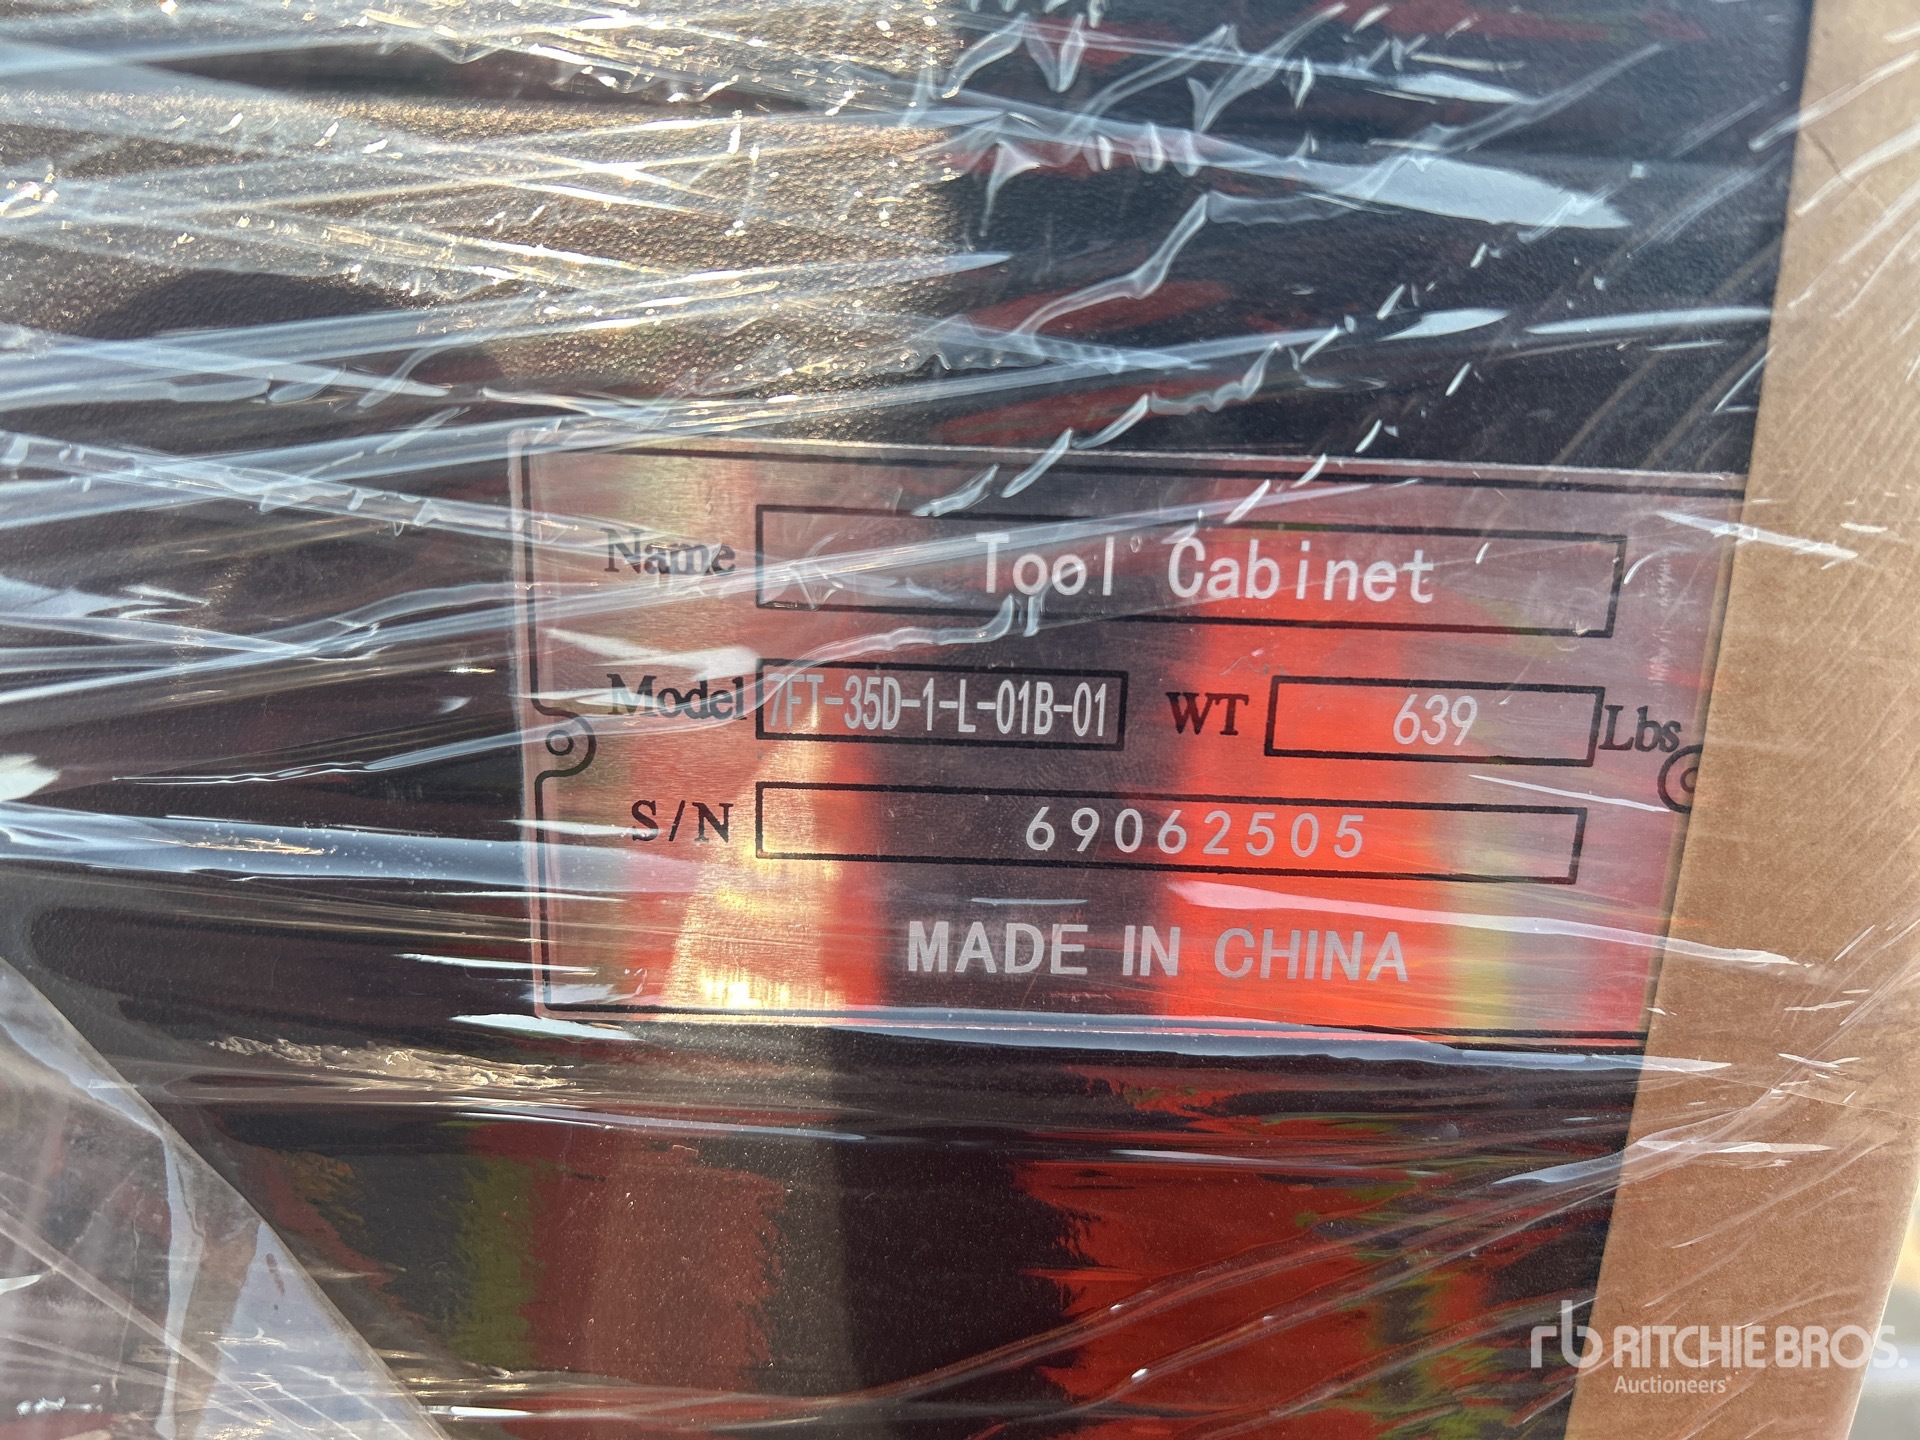 Name Tool Cabinet
Model 7FT-35D-1-L-01B-01 WT 639 Lbs
S/N 69062505
MADE IN CHINA
rb RITCHIE BROS.
Auctioneers